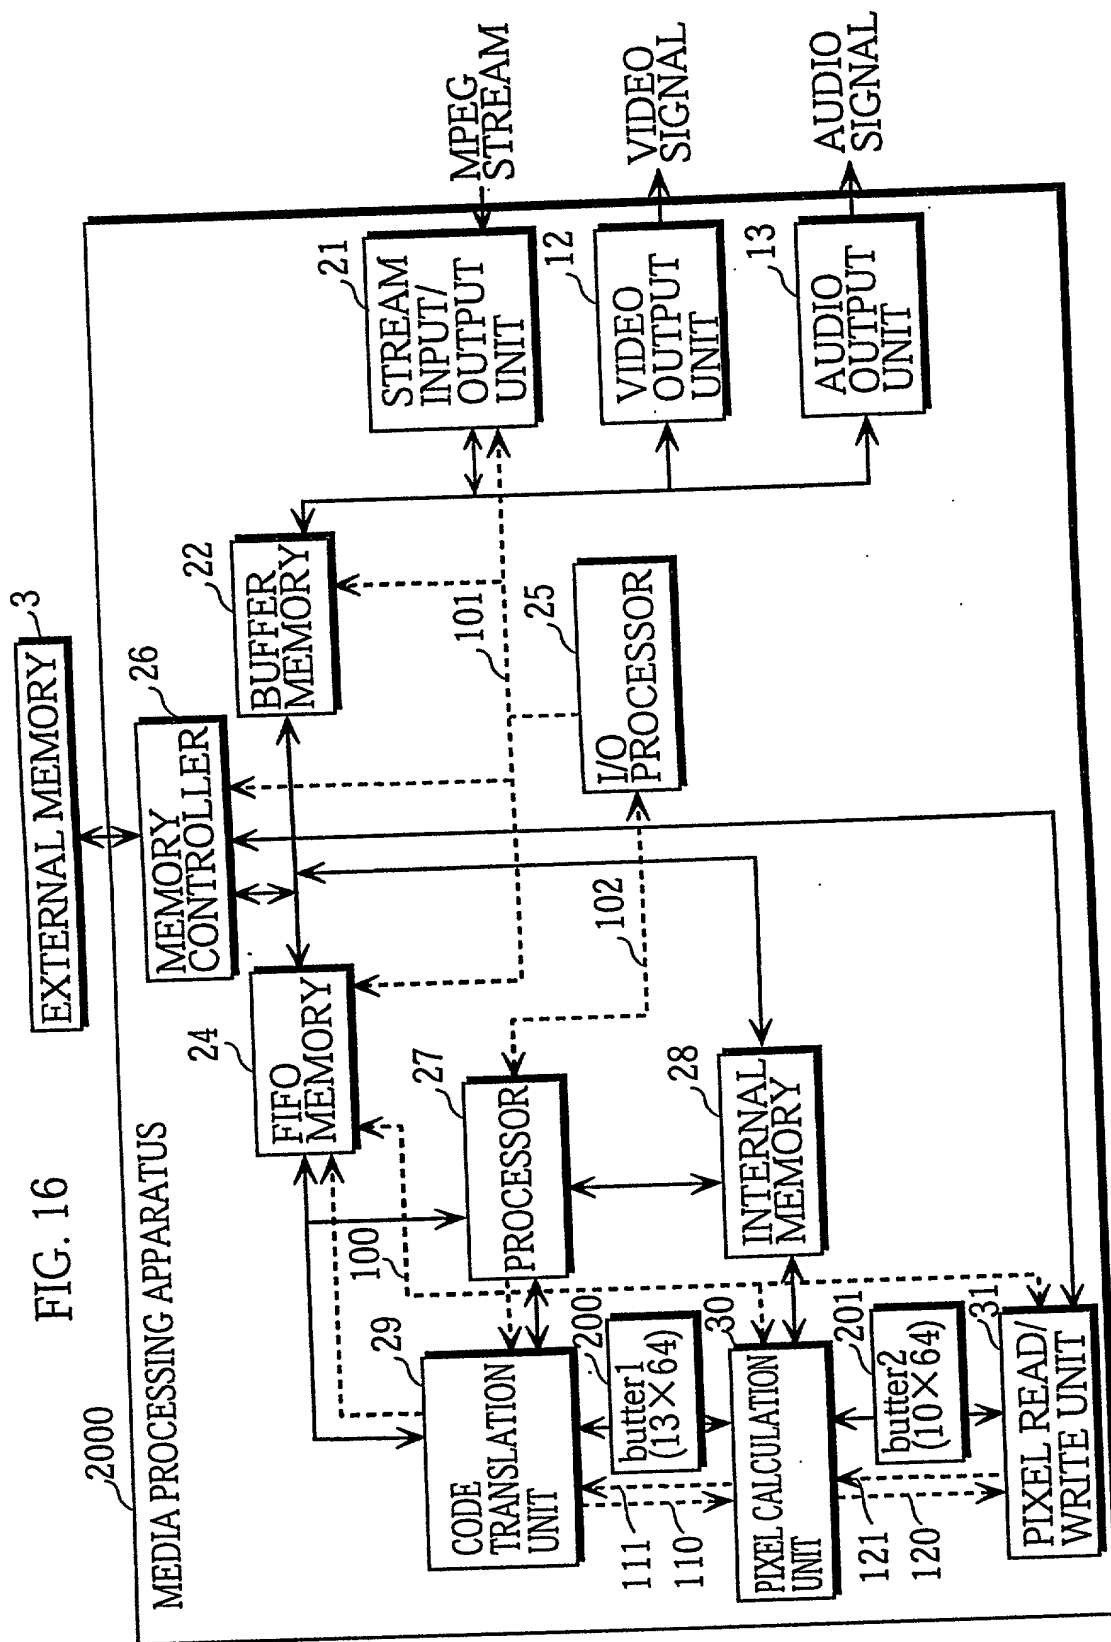 FIG. 16
2000
MEDIA PROCESSING APPARATUS
EXTERNAL MEMORY
3
MEMORY
CONTROLLER
26
FIFO
MEMORY
24
BUFFER
MEMORY
22
STREAM
INPUT/
OUTPUT
UNIT
21
MPEG
STREAM
VIDEO
OUTPUT
UNIT
12
VIDEO
SIGNAL
AUDIO
OUTPUT
UNIT
13
AUDIO
SIGNAL
101
I/O
PROCESSOR
25
102
PROCESSOR
27
100
INTERNAL
MEMORY
28
CODE
TRANSLATION
UNIT
29
butter1
(13×64)
200
111
110
PIXEL CALCULATION
UNIT
30
butter2
(10×64)
201
121
120
PIXEL READ/
WRITE UNIT
31